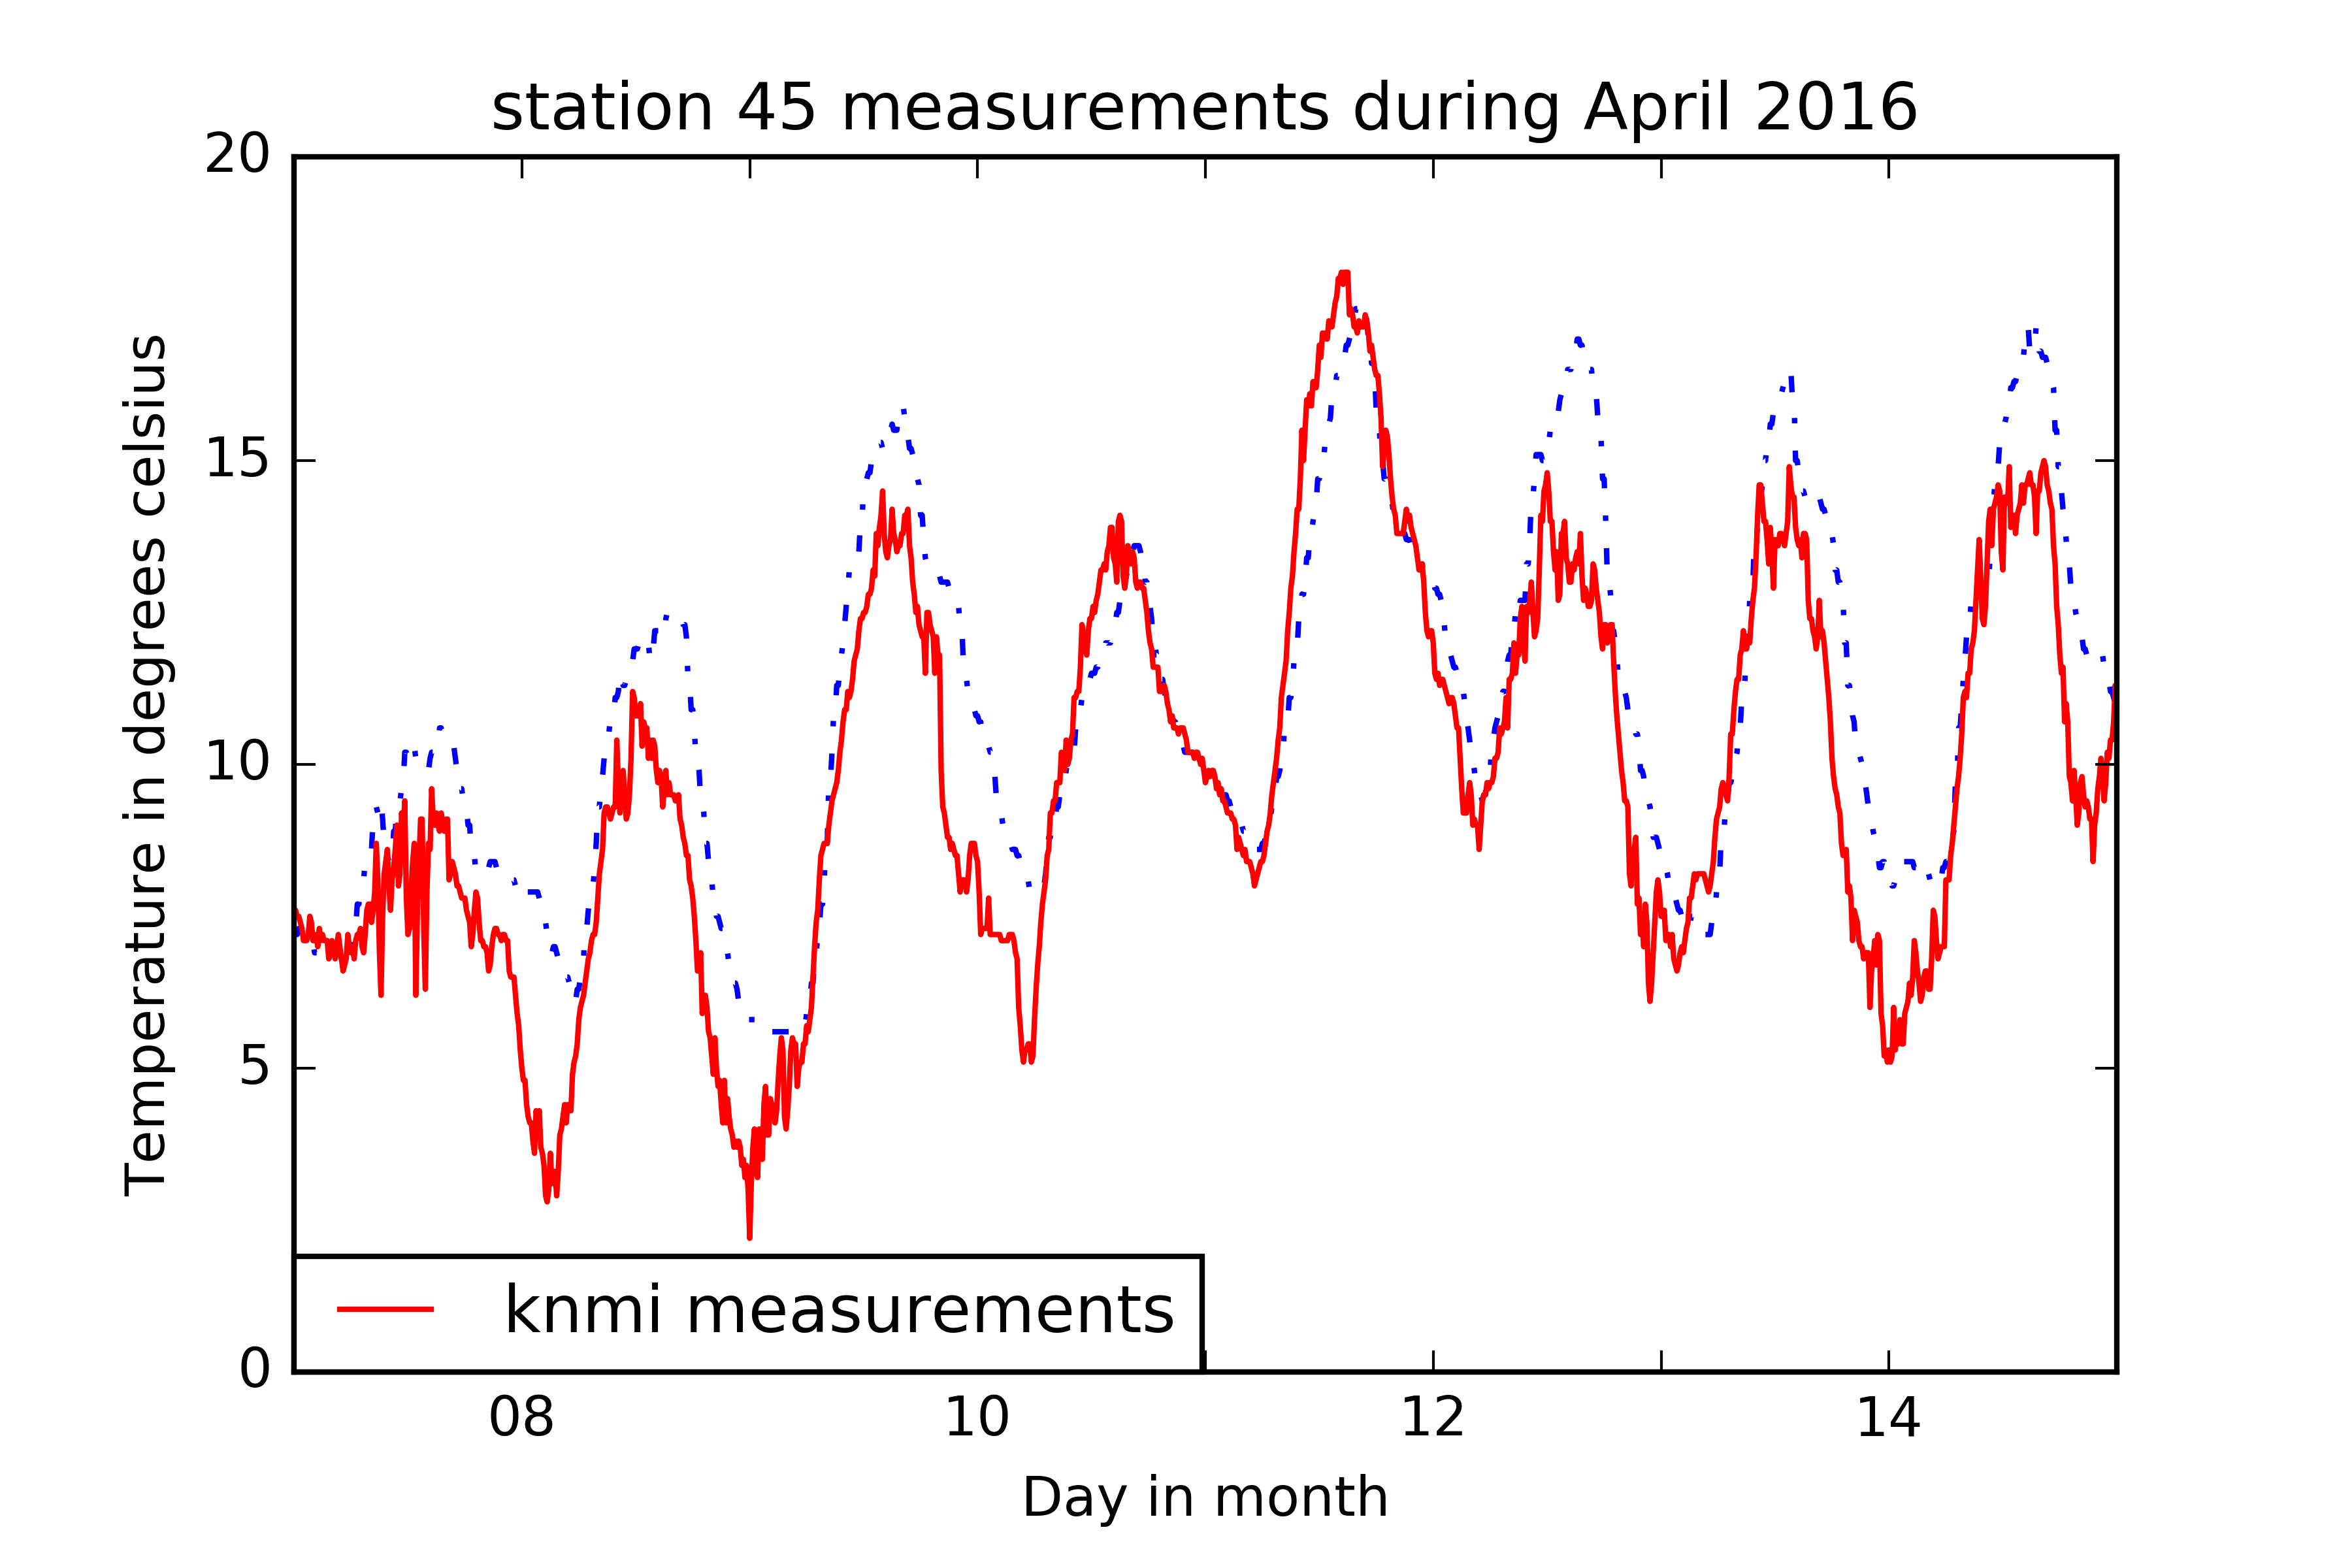 station 45 measurements during April 2016
20
15
10
5
0
Temperature in degrees celsius
knmi measurements
08 10 12 14
Day in month